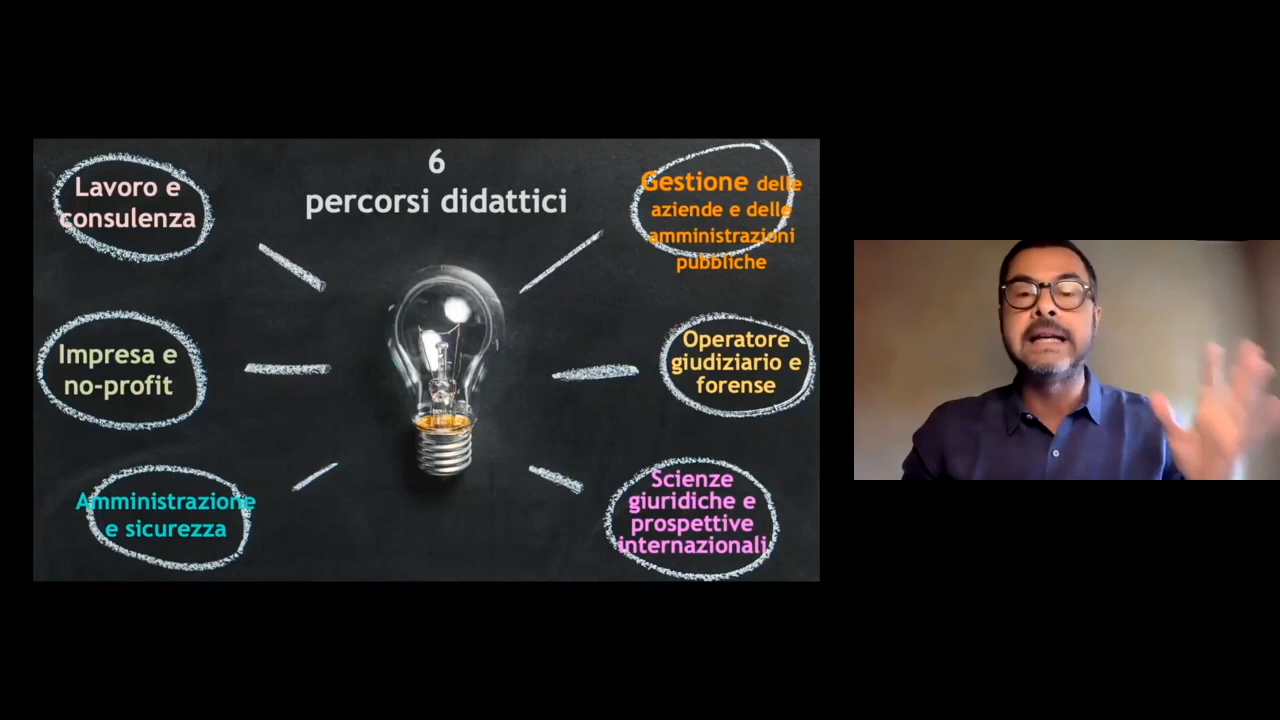 6
percorsi didattici
Lavoro e
consulenza
Gestione delle
aziende e delle
amministrazioni
pubbliche
Impresa e
no-profit
Operatore
giudiziario e
forense
Amministrazione
e sicurezza
Scienze
giuridiche e
prospettive
internazionali